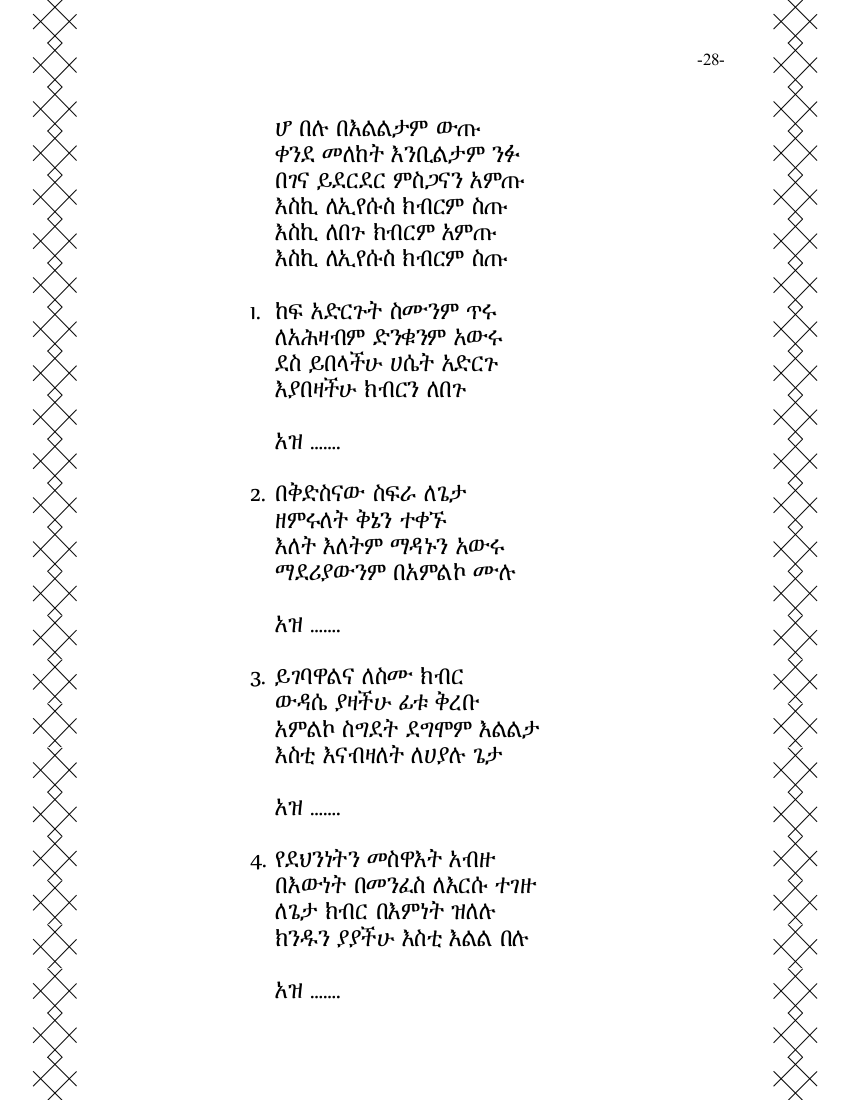 -28-
ሆ በሉ በእልልታም ውጡ
ቀንደ መለከት እንቢልታም ንፉ
በገና ይደርደር ምስጋናን አምጡ
እስኪ ለኢየሱስ ክብርም ስጡ
እስኪ ለበጉ ክብርም አምጡ
እስኪ ለኢየሱስ ክብርም ስጡ
1. ከፍ አድርጉት ስሙንም ጥሩ
ለአሕዛብም ድንቁንም አውሩ
ደስ ይበላችሁ ሀሴት አድርጉ
እያበዛችሁ ክብርን ለበጉ
አዝ .......
2. በቅድስናው ስፍራ ለጌታ
ዘምሩለት ቅኔን ተቀኙ
እለት እለትም ማዳኑን አውሩ
ማደሪያውንም በአምልኮ ሙሉ
አዝ .......
3. ይገባዋልና ለስሙ ክብር
ውዳሴ ያዛችሁ ፊቱ ቅረቡ
አምልኮ ስግደት ደግሞም እልልታ
እስቲ እናብዛለት ለሀያሉ ጌታ
አዝ .......
4. የደህንነትን መስዋእት አብዙ
በእውነት በመንፈስ ለእርሱ ተገዙ
ለጌታ ክብር በእምነት ዝለሉ
ክንዱን ያያችሁ እስቲ እልል በሉ
አዝ .......